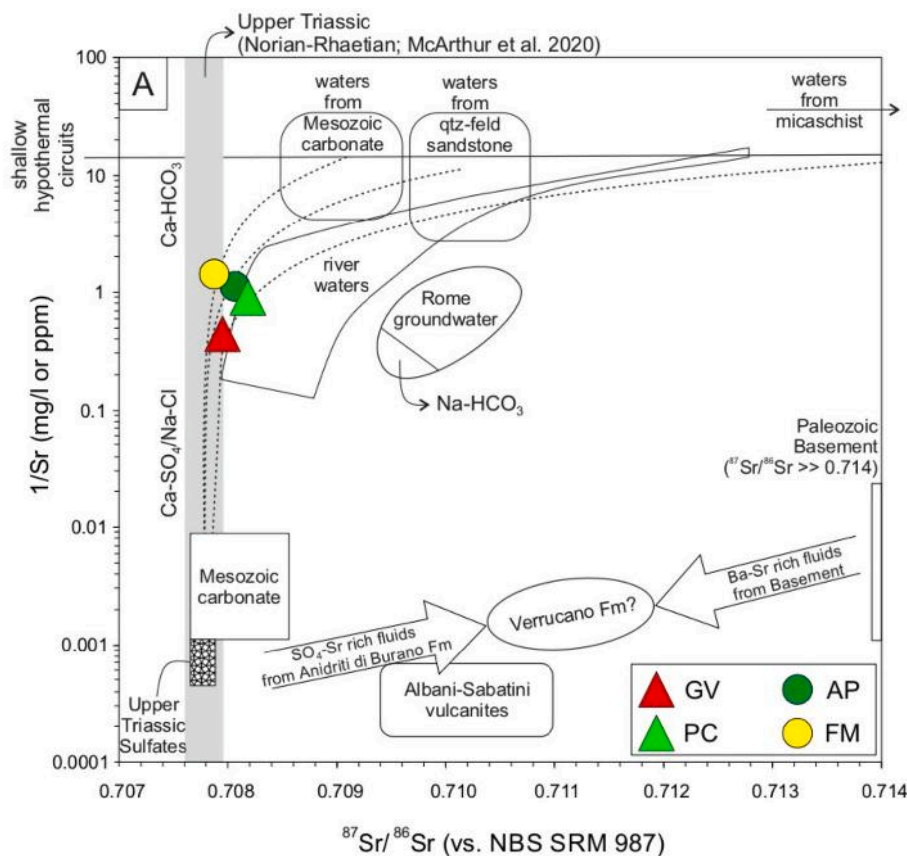 Upper Triassic
(Norian-Rhaetian; McArthur et al. 2020)
A
100
10
1
0.1
0.01
0.001
0.0001
1/Sr (mg/l or ppm)
shallow
hypothermal
circuits
Ca-HCO₃
Ca-SO₄/Na-Cl
waters
from
Mesozoic
carbonate
waters
from
qtz-feld
sandstone
waters
from
micaschist
river
waters
Rome
groundwater
Na-HCO₃
Paleozoic
Basement
(⁸⁷Sr/⁸⁶Sr >> 0.714)
Mesozoic
carbonate
Ba-Sr rich fluids
from Basement
Verrucano Fm?
SO₄-Sr rich fluids
from Anidriti di Burano Fm
Albani-Sabatini
vulcanites
Upper
Triassic
Sulfates
GV
AP
PC
FM
0.707
0.708
0.709
0.710
0.711
0.712
0.713
0.714
⁸⁷Sr/⁸⁶Sr (vs. NBS SRM 987)